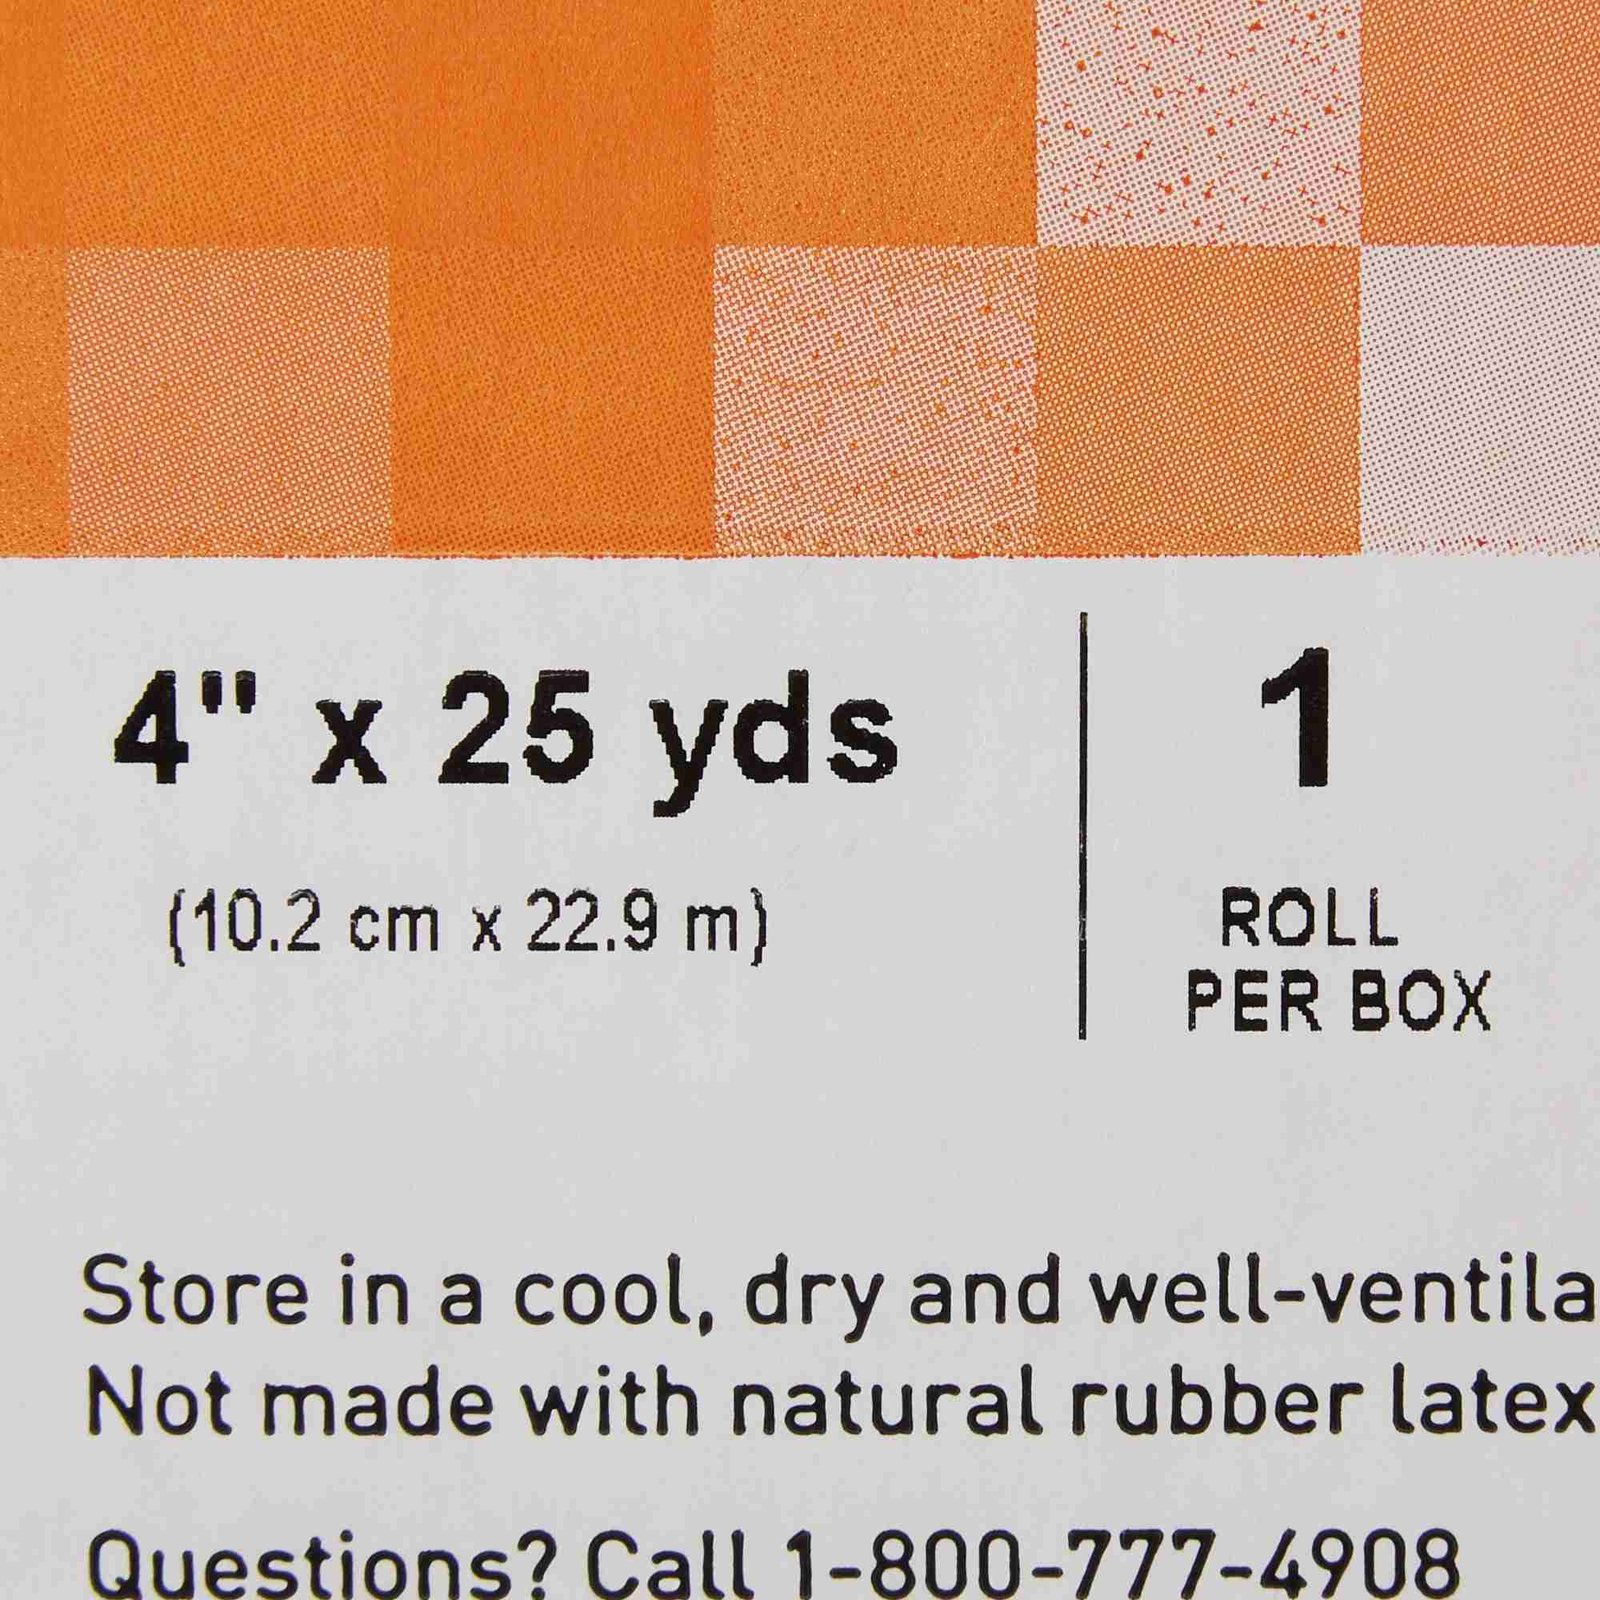 4" x 25 yds
(10.2 cm x 22.9 m)
1
ROLL
PER BOX
Store in a cool, dry and well-ventila
Not made with natural rubber latex
Questions? Call 1-800-777-4908